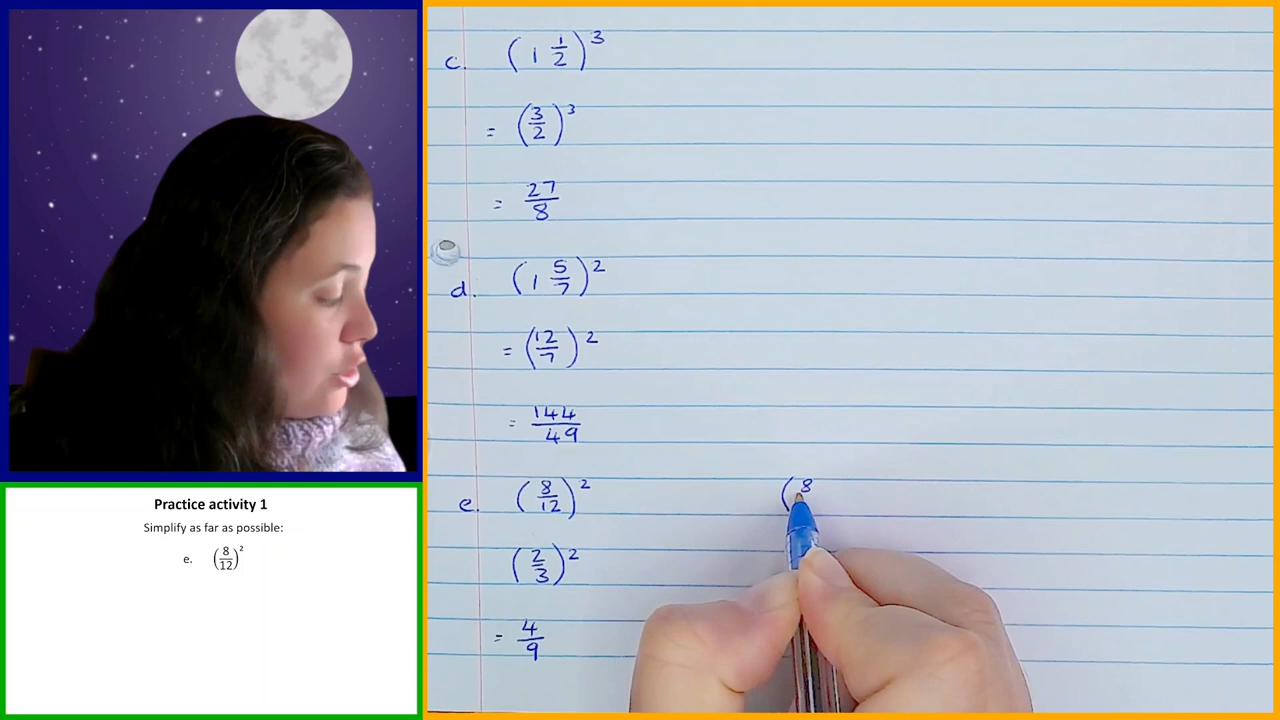 c. (1 1/2)³
= (3/2)³
= 27/8
d. (1 5/7)²
= (12/7)²
= 144/49
e. (8/12)² (8
(2/3)²
= 4/9
Practice activity 1
Simplify as far as possible:
e. (8/12)²